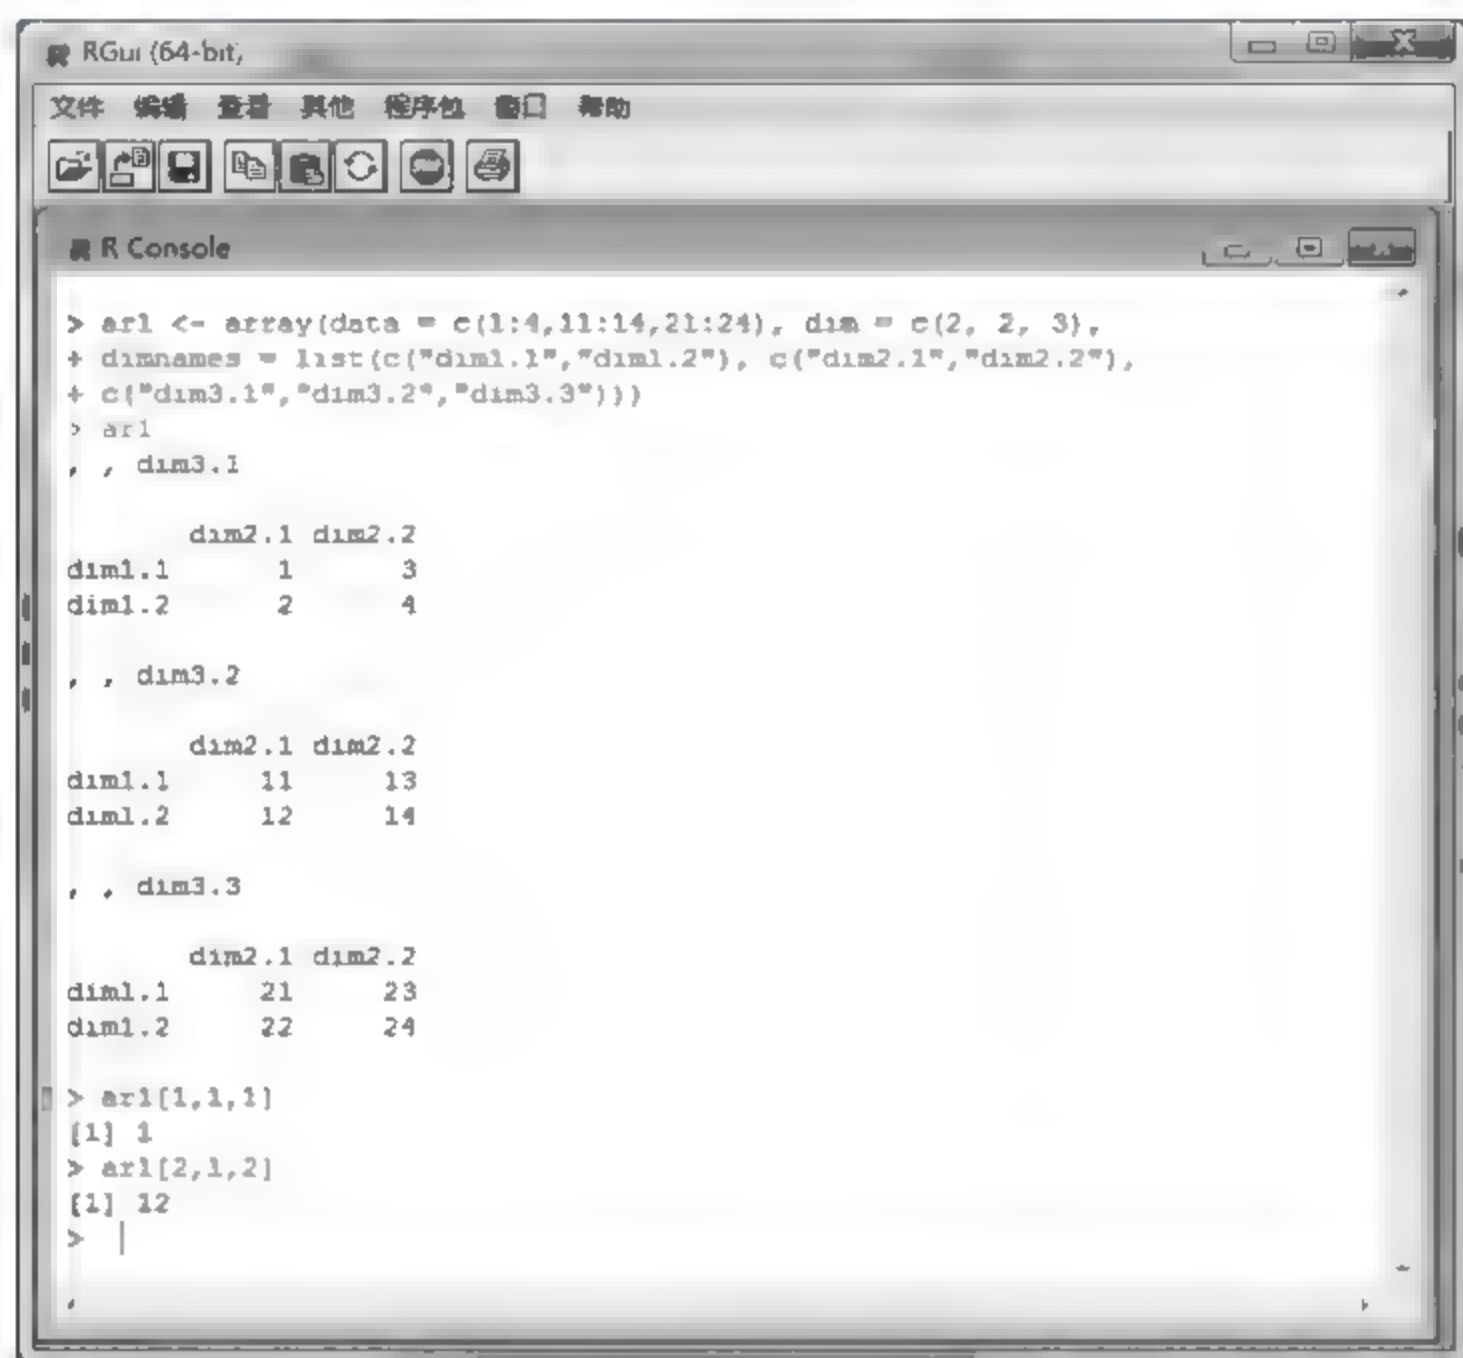 RGui (64-bit)
文件 编辑 查看 其他 程序包 窗口 帮助
STOP
R Console
> ar1 <- array(data = c(1:4,11:14,21:24), dim = c(2, 2, 3),
+ dimnames = list(c("dim1.1","dim1.2"), c("dim2.1","dim2.2"),
+ c("dim3.1","dim3.2","dim3.3")))
> ar1
, , dim3.1
dim2.1 dim2.2
dim1.1 1 3
dim1.2 2 4
, , dim3.2
dim2.1 dim2.2
dim1.1 11 13
dim1.2 12 14
, , dim3.3
dim2.1 dim2.2
dim1.1 21 23
dim1.2 22 24
> ar1[1,1,1]
[1] 1
> ar1[2,1,2]
[1] 12
>